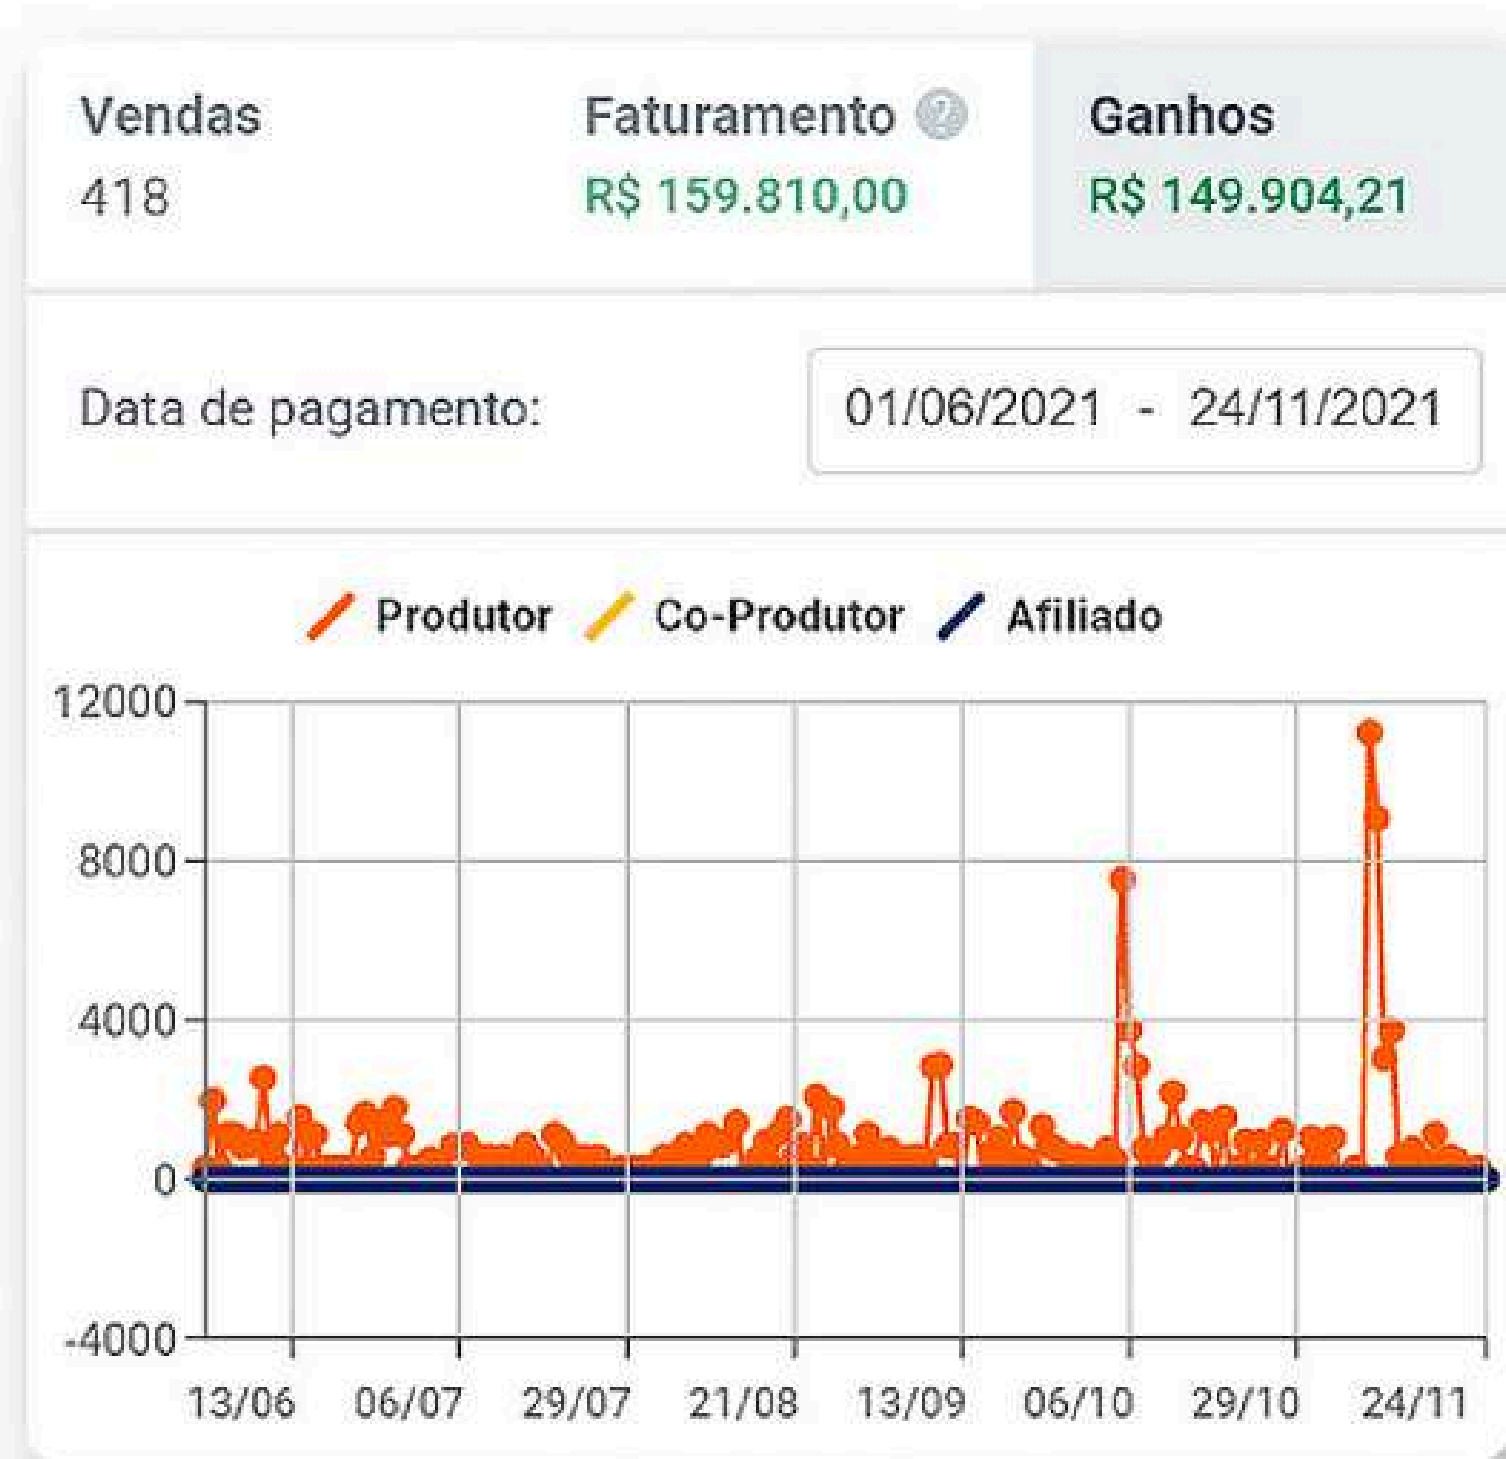 Vendas Faturamento ? Ganhos
418 R$ 159.810,00 R$ 149.904,21
Data de pagamento: 01/06/2021 - 24/11/2021
Produtor Co-Produtor Afiliado
12000
8000
4000
0
-4000
13/06 06/07 29/07 21/08 13/09 06/10 29/10 24/11